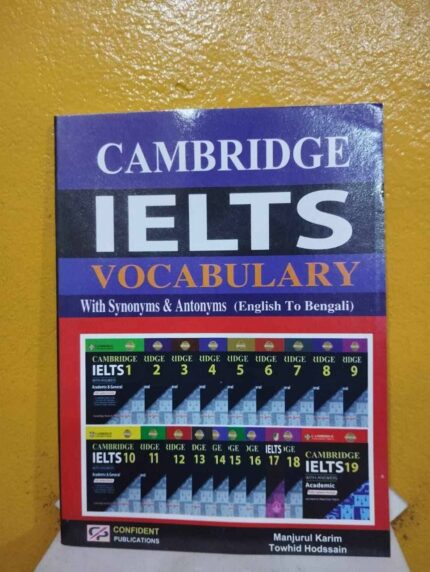 CAMBRIDGE
IELTS
VOCABULARY
With Synonyms & Antonyms (English To Bengali)
CAMBRIDGE
IELTS 1 2 3 4 5 6 7 8 9
Academic & General
CAMBRIDGE
IELTS 10 11 12 13 14 15 16 17 18
CAMBRIDGE
IELTS 19
Academic
CONFIDENT
PUBLICATIONS
Manjurul Karim
Towhid Hodssain